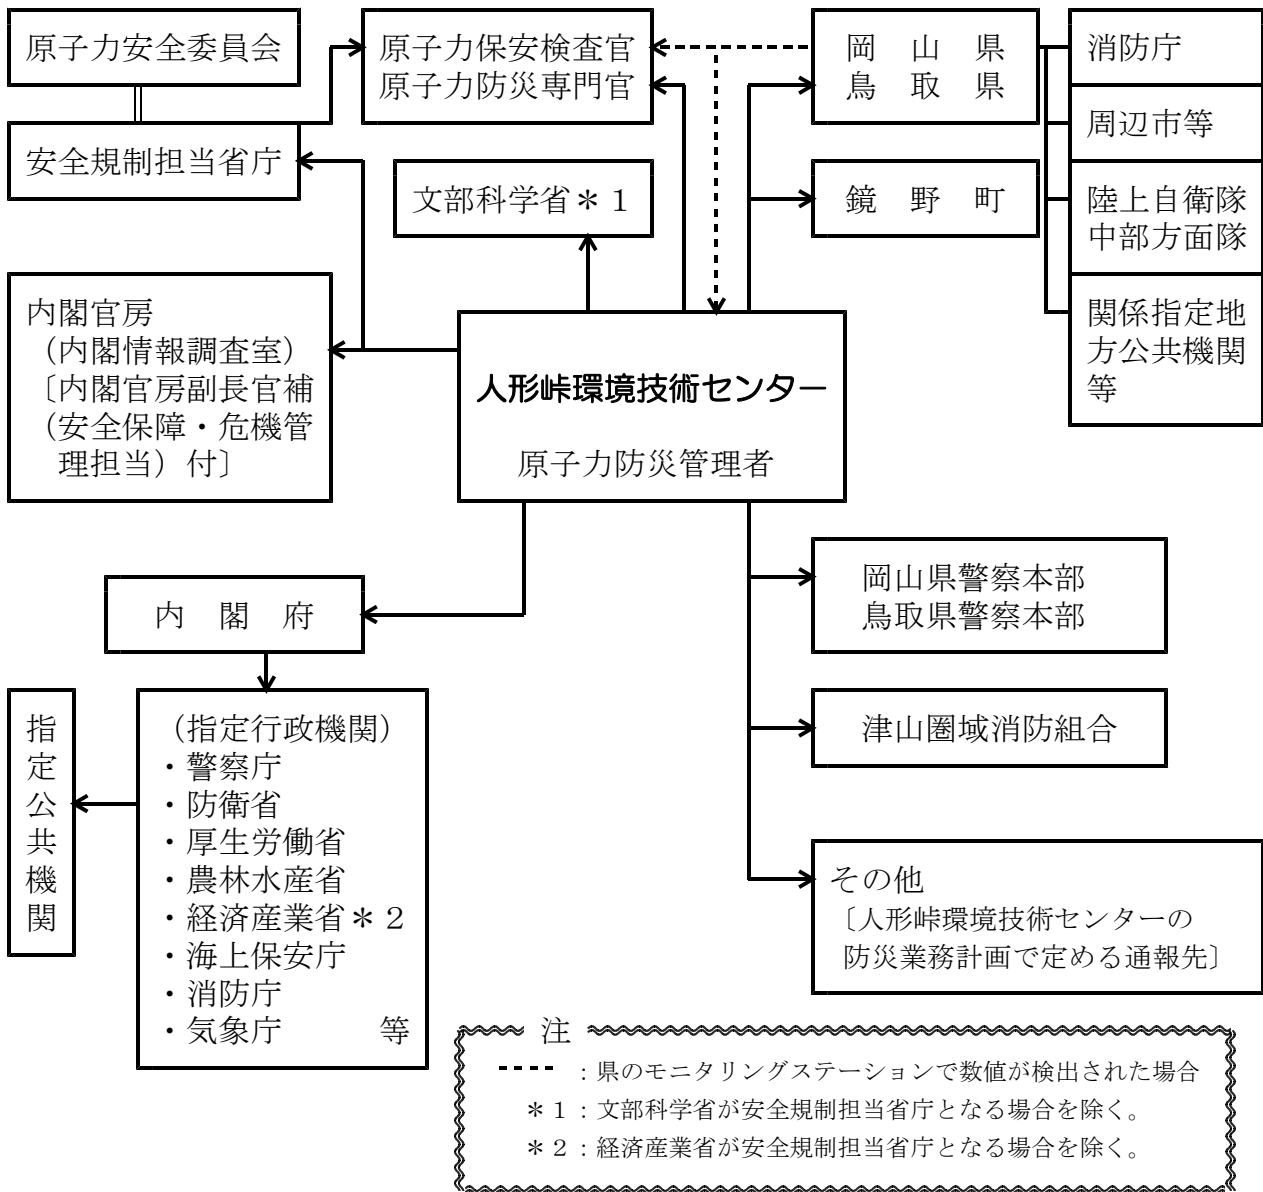 原子力安全委員会
原子力保安検査官
原子力防災専門官
岡　山　県
鳥　取　県
消防庁
周辺市等
陸上自衛隊
中部方面隊
関係指定地
方公共機関
等
安全規制担当省庁
文部科学省＊１
鏡　野　町
内閣官房
（内閣情報調査室）
〔内閣官房副長官補
（安全保障・危機管
理担当）付〕
人形峠環境技術センター
原子力防災管理者
内　閣　府
岡山県警察本部
鳥取県警察本部
津山圏域消防組合
指定公共機関
（指定行政機関）
・警察庁
・防衛省
・厚生労働省
・農林水産省
・経済産業省＊２
・海上保安庁
・消防庁
・気象庁　　　等
その他
〔人形峠環境技術センターの
防災業務計画で定める通報先〕
注
：県のモニタリングステーションで数値が検出された場合
＊１：文部科学省が安全規制担当省庁となる場合を除く。
＊２：経済産業省が安全規制担当省庁となる場合を除く。